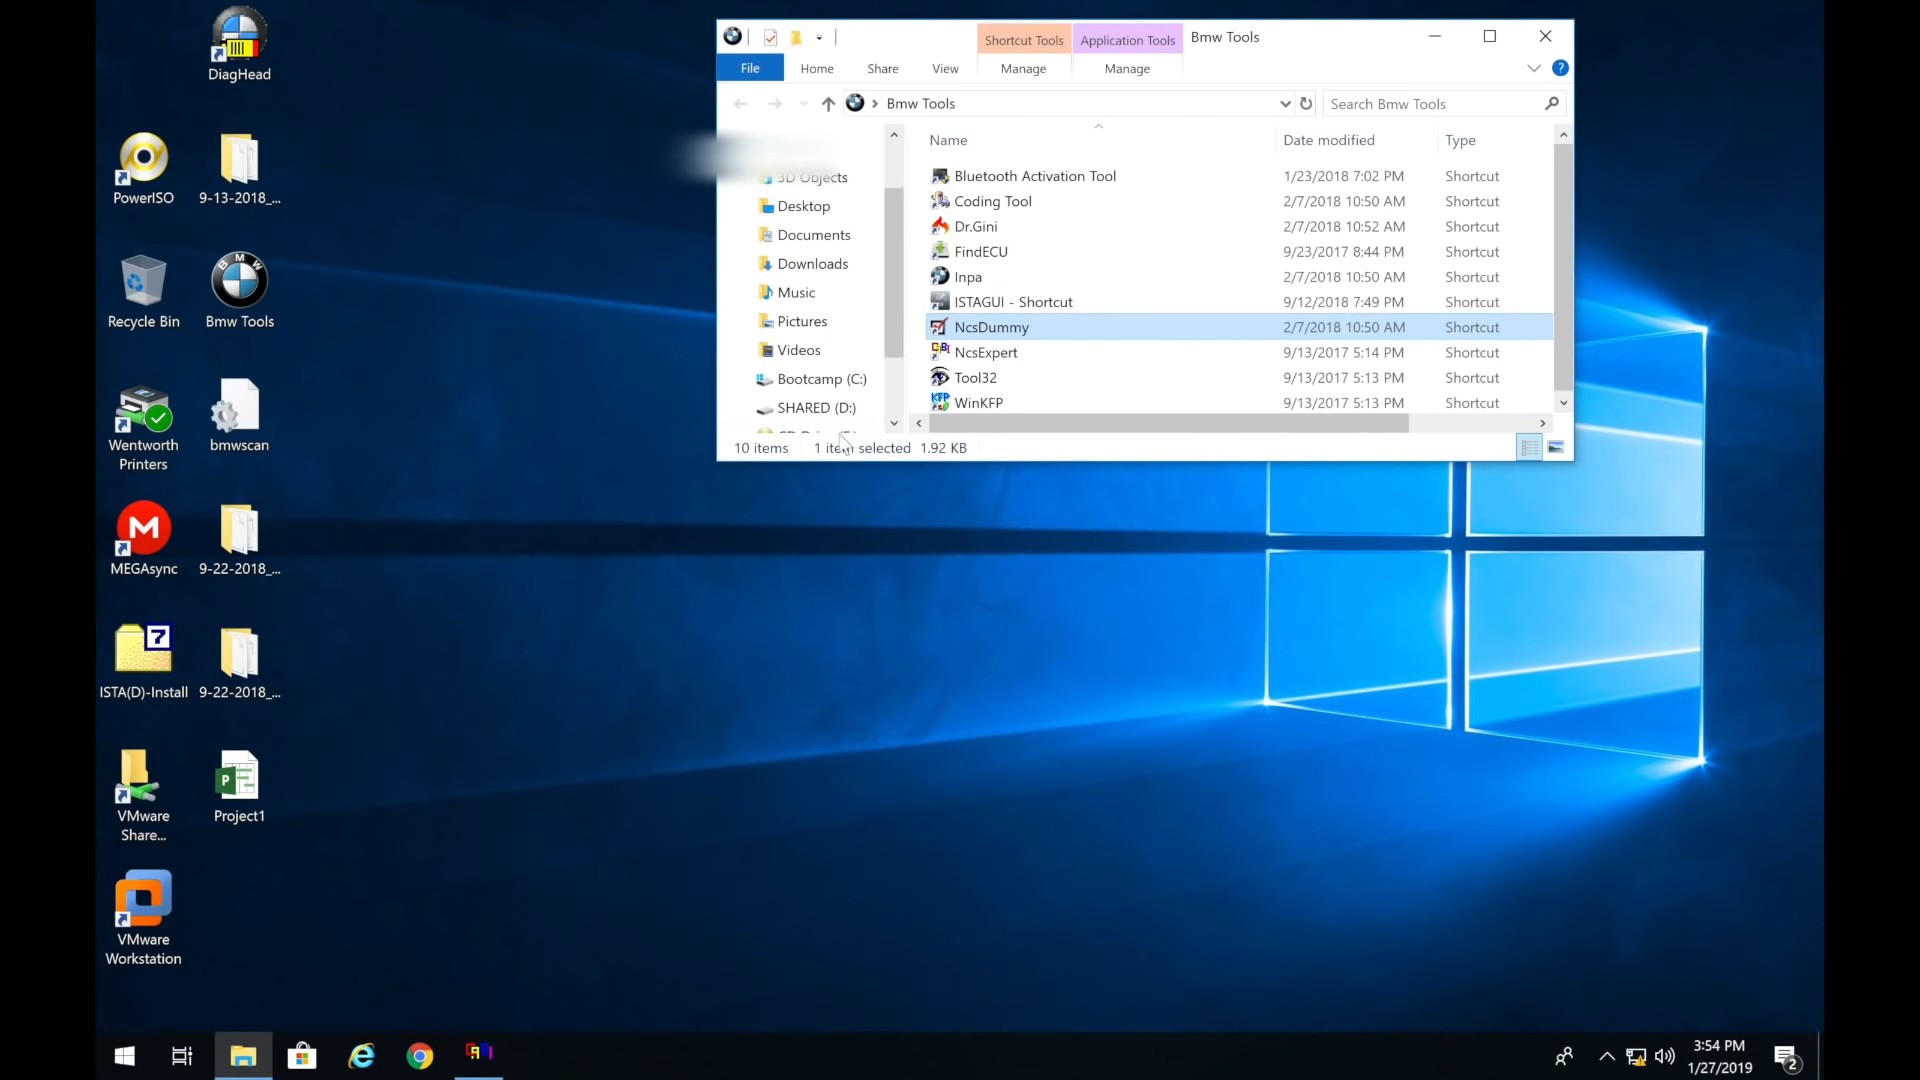 DiagHead
PowerISO
9-13-2018_...
BMW
Recycle Bin
Bmw Tools
Wentworth
Printers
bmwscan
MEGAsync
9-22-2018_...
7
ISTA(D)-Install
9-22-2018_...
VMware
Share...
P
Project1
VMware
Workstation
Shortcut Tools
Application Tools
Bmw Tools
File
Home
Share
View
Manage
Manage
?
Bmw Tools
Search Bmw Tools
3D Objects
Desktop
Documents
Downloads
Music
Pictures
Videos
Bootcamp (C:)
SHARED (D:)
Name
Date modified
Type
Bluetooth Activation Tool 1/23/2018 7:02 PM Shortcut
Coding Tool 2/7/2018 10:50 AM Shortcut
Dr.Gini 2/7/2018 10:52 AM Shortcut
FindECU 9/23/2017 8:44 PM Shortcut
Inpa 2/7/2018 10:50 AM Shortcut
ISTAGUI - Shortcut 9/12/2018 7:49 PM Shortcut
NcsDummy 2/7/2018 10:50 AM Shortcut
NcsExpert 9/13/2017 5:14 PM Shortcut
Tool32 9/13/2017 5:13 PM Shortcut
KFP WinKFP 9/13/2017 5:13 PM Shortcut
10 items 1 item selected 1.92 KB
3:54 PM
1/27/2019
2